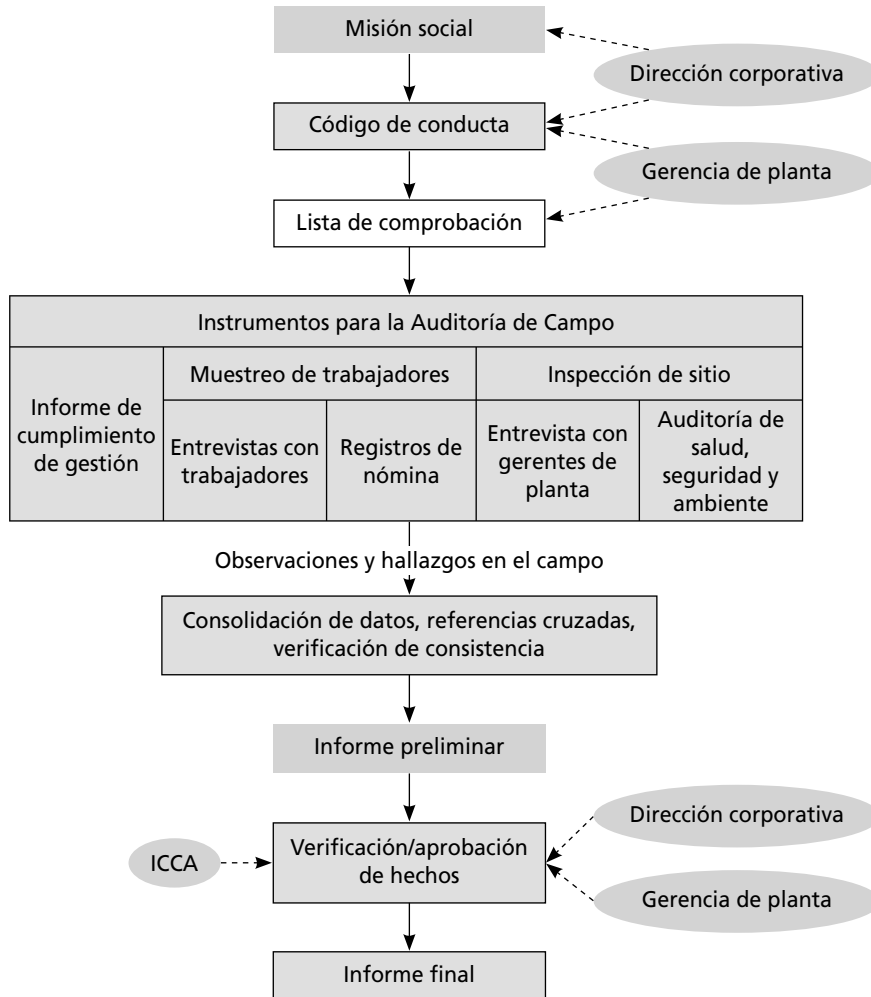 Misión social
Dirección corporativa
Código de conducta
Gerencia de planta
Lista de comprobación
Instrumentos para la Auditoría de Campo
Informe de
cumplimiento
de gestión
Muestreo de trabajadores
Entrevistas con
trabajadores
Registros de
nómina
Inspección de sitio
Entrevista con
gerentes de
planta
Auditoría de
salud,
seguridad y
ambiente
Observaciones y hallazgos en el campo
Consolidación de datos, referencias cruzadas,
verificación de consistencia
Informe preliminar
Dirección corporativa
ICCA
Verificación/aprobación
de hechos
Gerencia de planta
Informe final